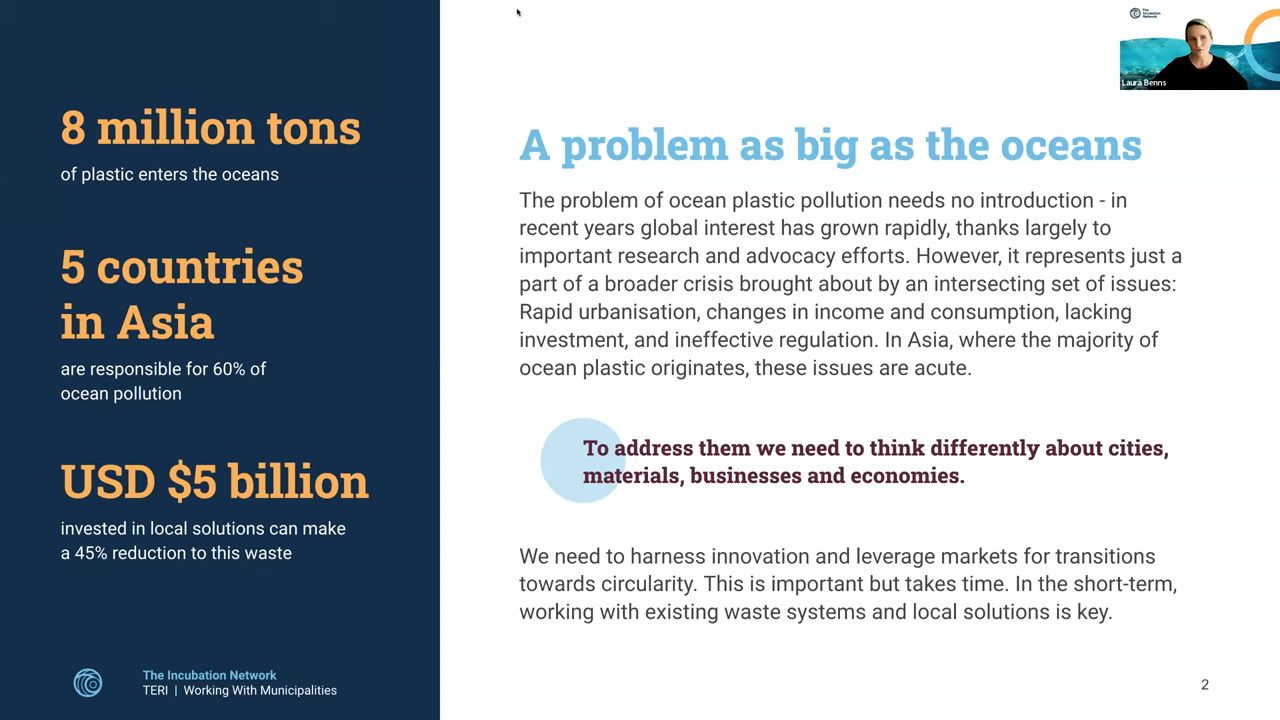 8 million tons
of plastic enters the oceans
5 countries
in Asia
are responsible for 60% of
ocean pollution
USD $5 billion
invested in local solutions can make
a 45% reduction to this waste
The Incubation Network
TERI | Working With Municipalities
The
Incubation
Network
Laura Benns
A problem as big as the oceans
The problem of ocean plastic pollution needs no introduction - in
recent years global interest has grown rapidly, thanks largely to
important research and advocacy efforts. However, it represents just a
part of a broader crisis brought about by an intersecting set of issues:
Rapid urbanisation, changes in income and consumption, lacking
investment, and ineffective regulation. In Asia, where the majority of
ocean plastic originates, these issues are acute.
To address them we need to think differently about cities,
materials, businesses and economies.
We need to harness innovation and leverage markets for transitions
towards circularity. This is important but takes time. In the short-term,
working with existing waste systems and local solutions is key.
2